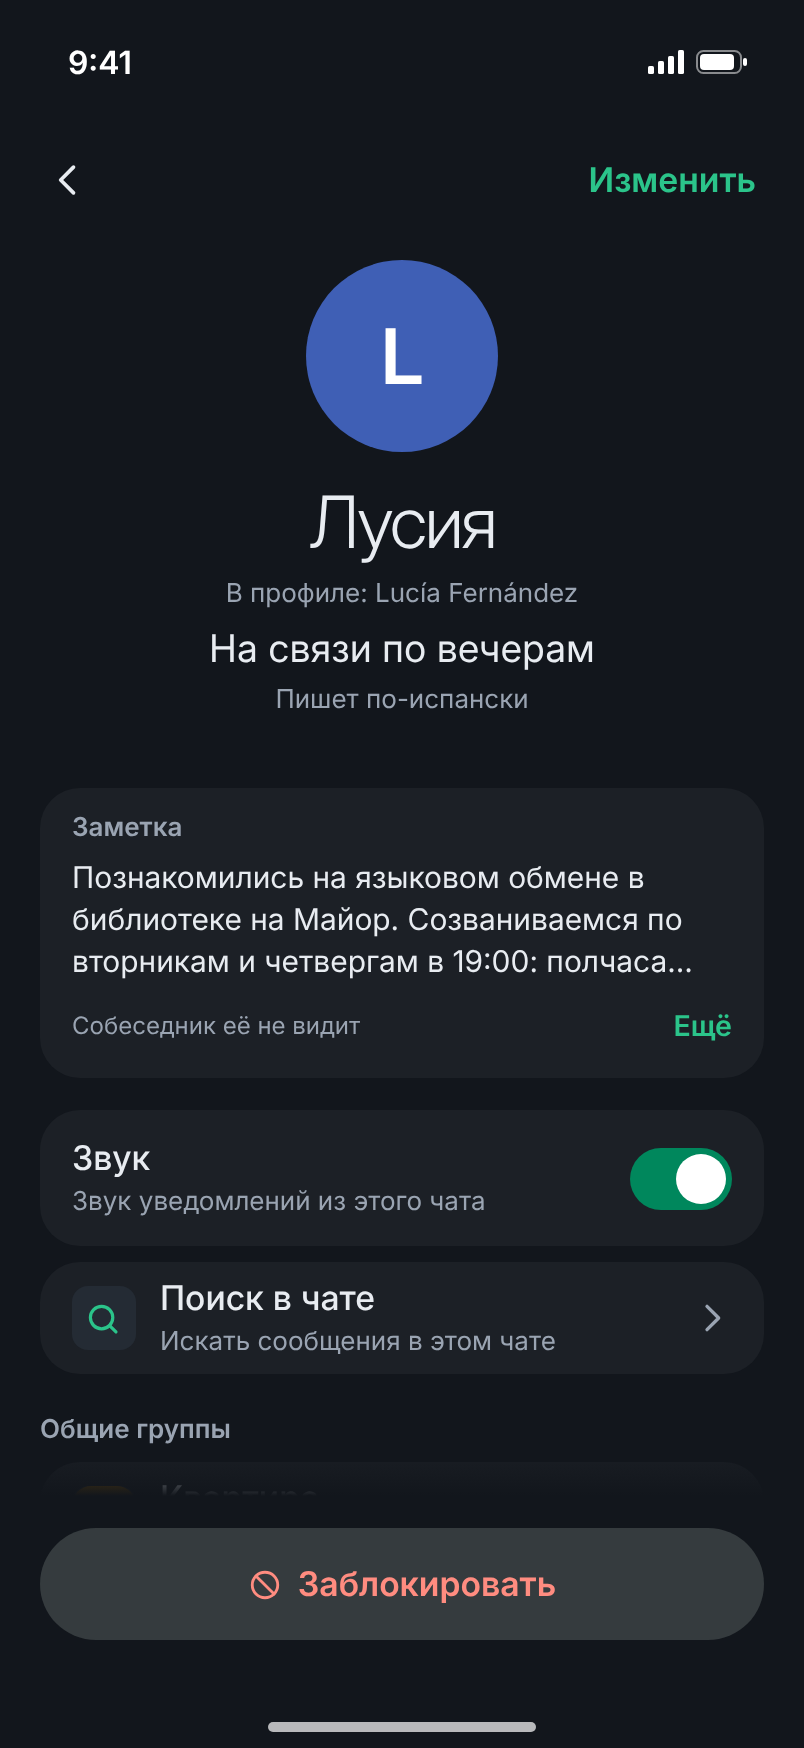 9:41
Изменить
L
Лусия
В профиле: Lucía Fernández
На связи по вечерам
Пишет по-испански
Заметка
Познакомились на языковом обмене в
библиотеке на Майор. Созваниваемся по
вторникам и четвергам в 19:00: полчаса...
Собеседник её не видит
Ещё
Звук
Звук уведомлений из этого чата
Поиск в чате
Искать сообщения в этом чате
Общие группы
Заблокировать